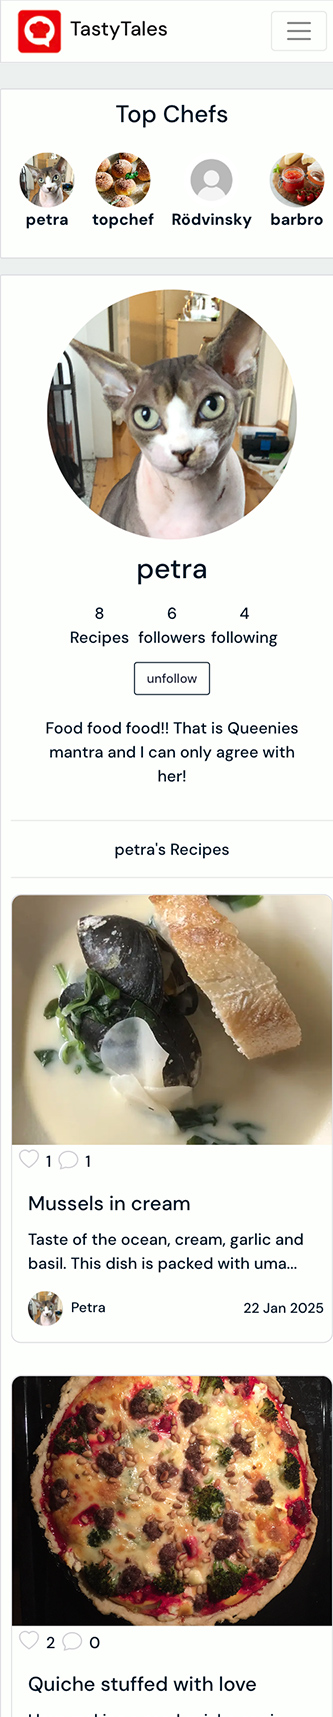 TastyTales
Top Chefs
petra topchef Rödvinsky barbro
petra
8 6 4
Recipes followers following
unfollow
Food food food!! That is Queenies
mantra and I can only agree with
her!
petra's Recipes
1 1
Mussels in cream
Taste of the ocean, cream, garlic and
basil. This dish is packed with uma...
Petra 22 Jan 2025
2 0
Quiche stuffed with love